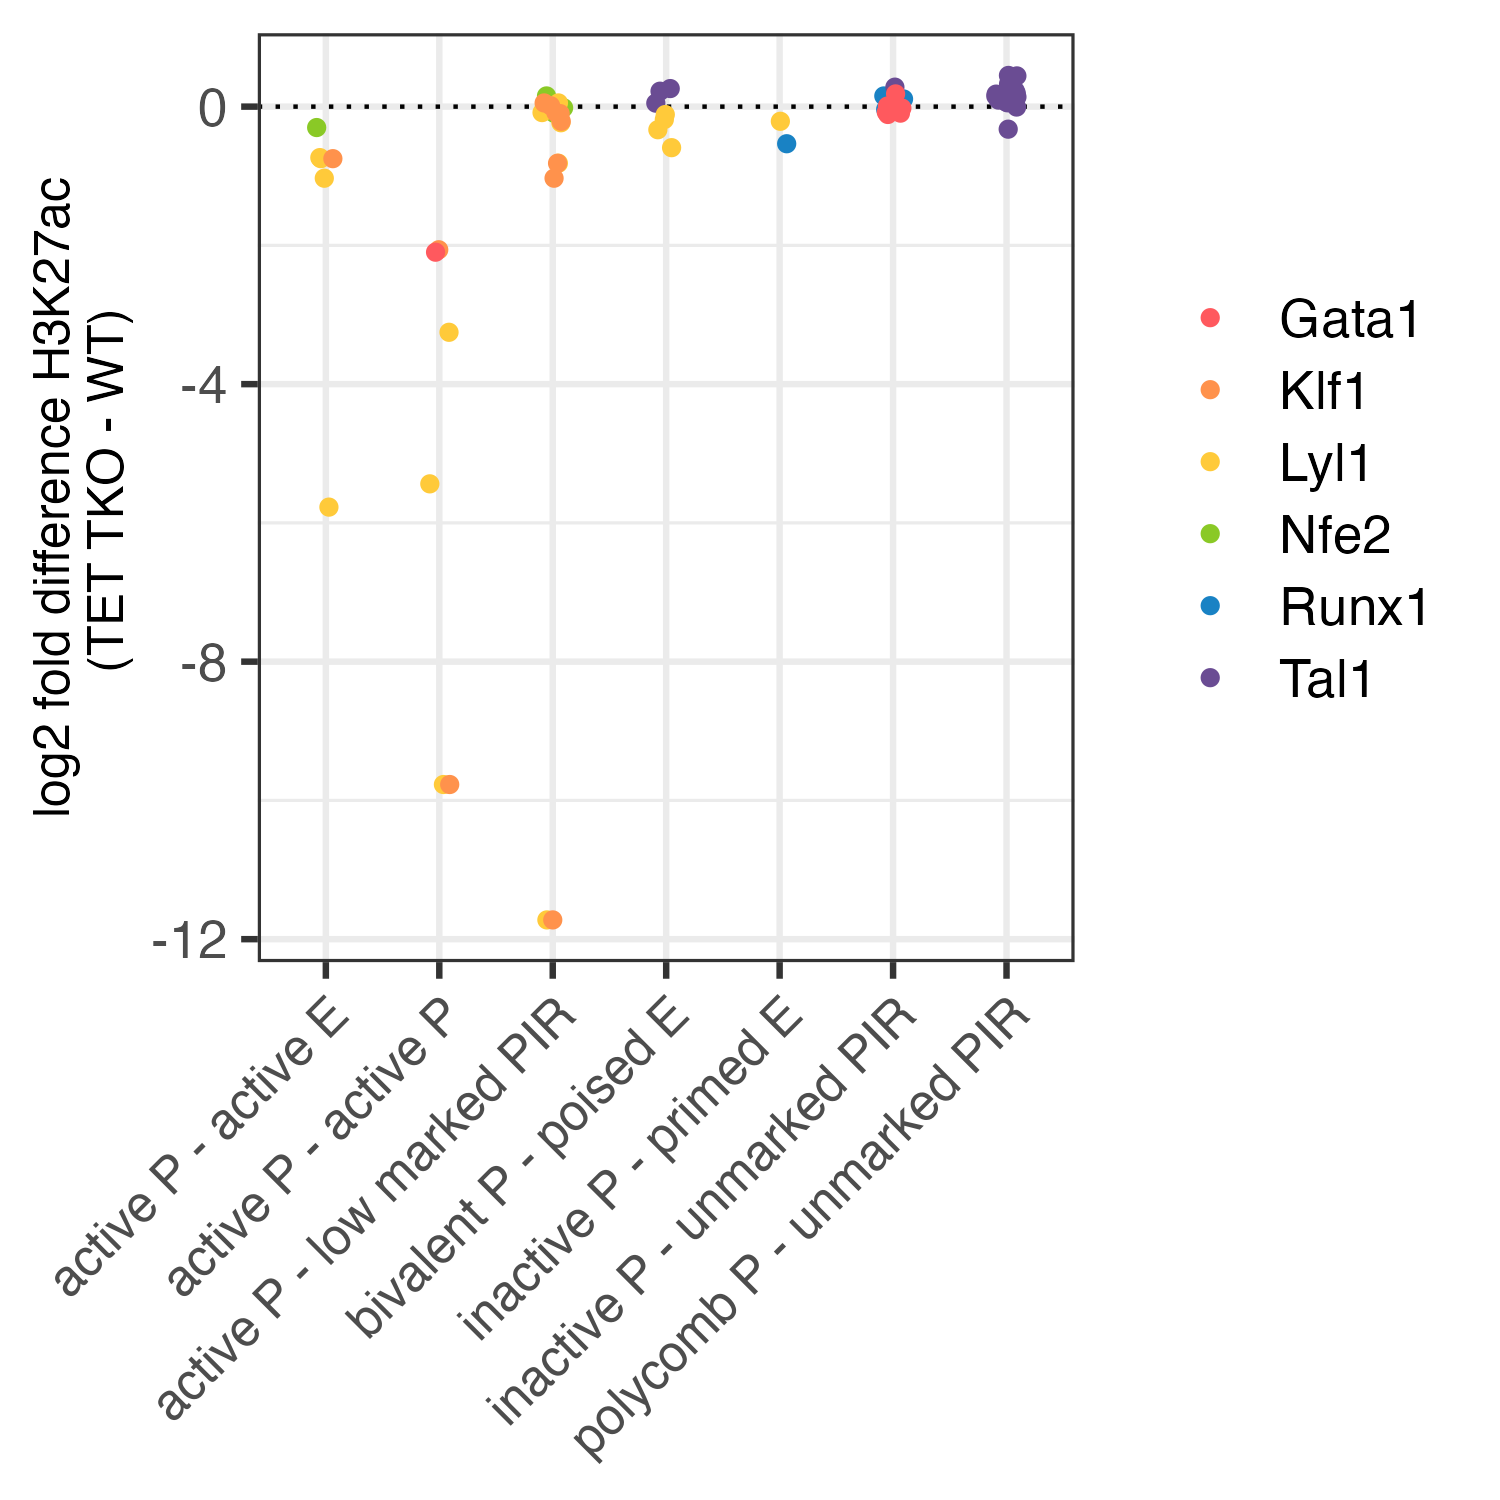 log2 fold difference H3K27ac
(TET TKO - WT)
0
-4
-8
-12
active P - active E
active P - active P
active P - low marked PIR
bivalent P - poised E
inactive P - primed E
inactive P - unmarked PIR
polycomb P - unmarked PIR
Gata1
Klf1
Lyl1
Nfe2
Runx1
Tal1